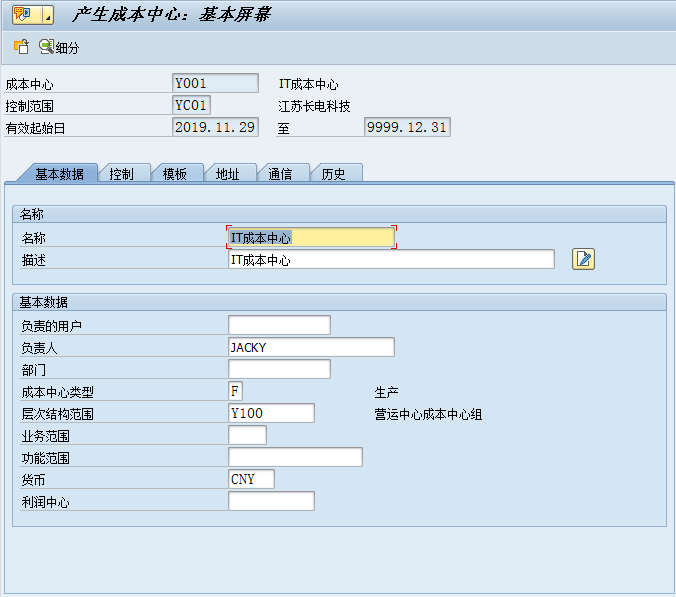 产生成本中心: 基本屏幕
细分
成本中心 Y001 IT成本中心
控制范围 YC01 江苏长电科技
有效起始日 2019.11.29 至 9999.12.31
基本数据 控制 模板 地址 通信 历史
名称
名称 IT成本中心
描述 IT成本中心
基本数据
负责的用户
负责人 JACKY
部门
成本中心类型 F 生产
层次结构范围 Y100 营运中心成本中心组
业务范围
功能范围
货币 CNY
利润中心